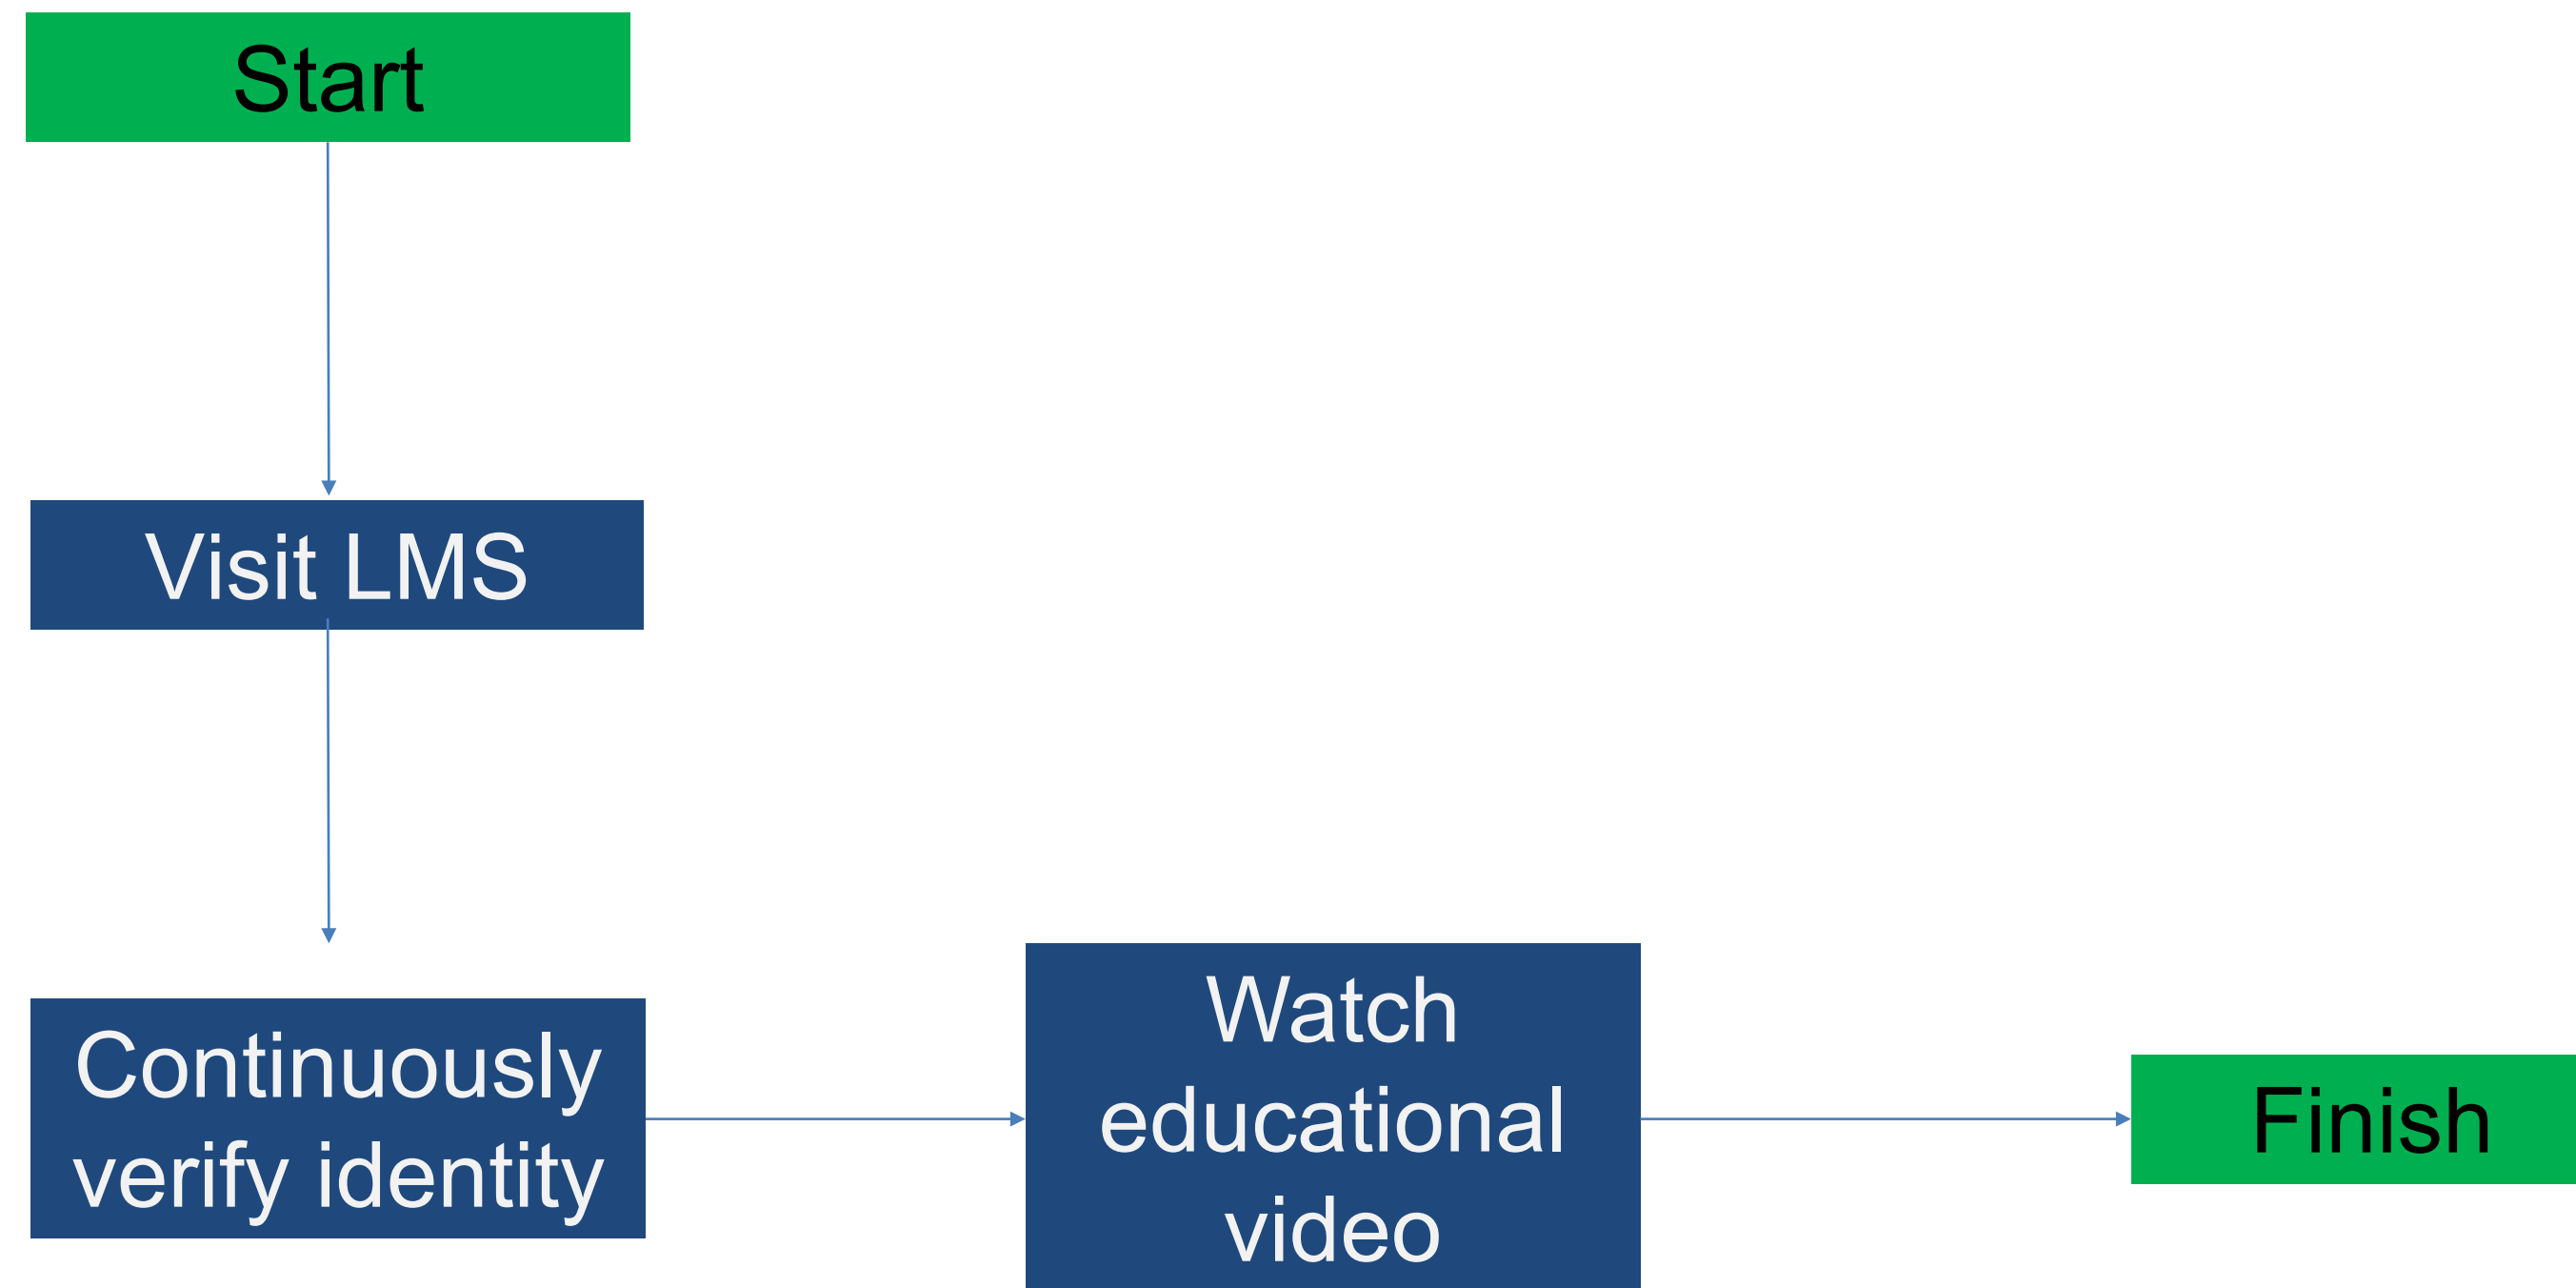 Start
Visit LMS
Continuously
verify identity
Watch
educational
video
Finish